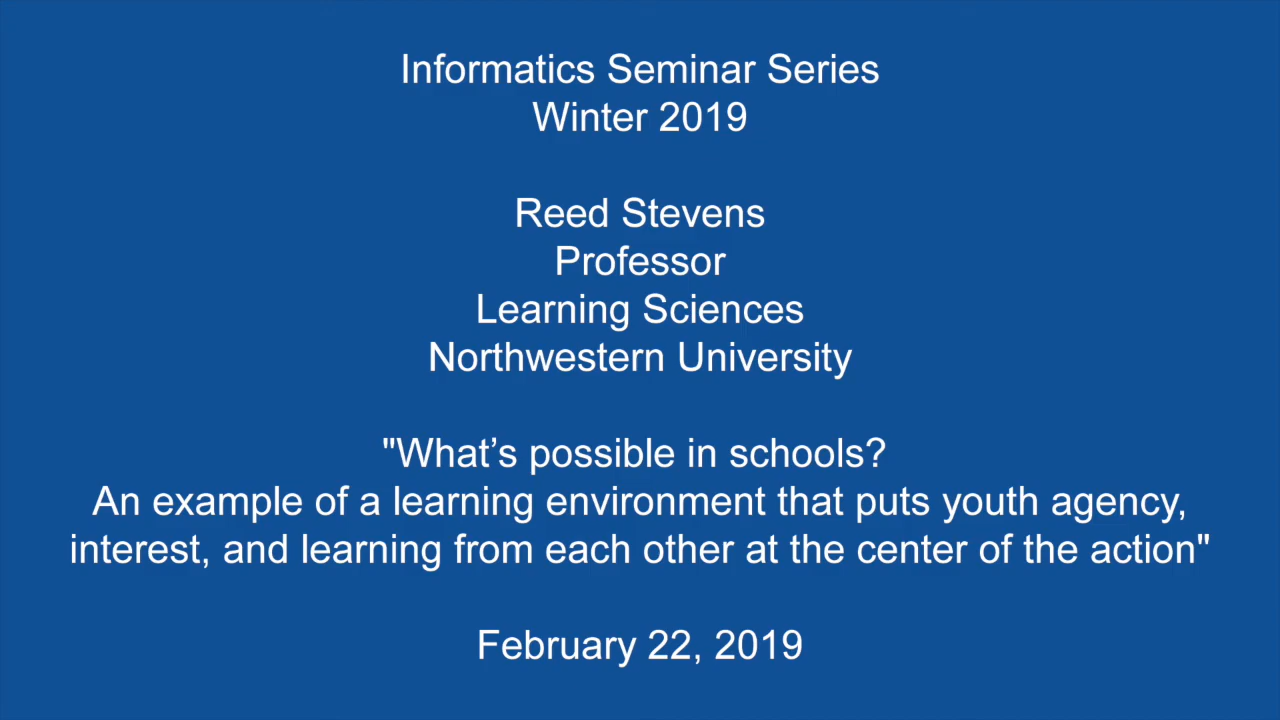 Informatics Seminar Series
Winter 2019
Reed Stevens
Professor
Learning Sciences
Northwestern University
"What’s possible in schools?
An example of a learning environment that puts youth agency,
interest, and learning from each other at the center of the action"
February 22, 2019